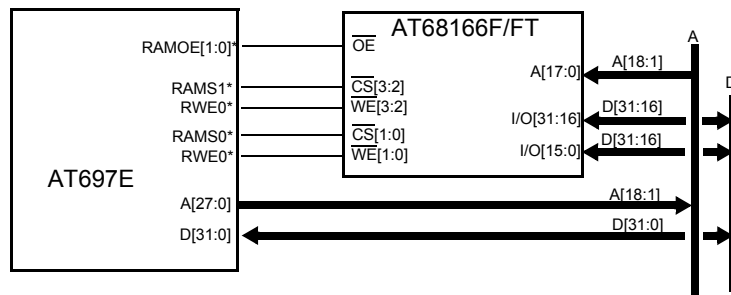 AT68166F/FT
RAMOE[1:0]*
OE
A
A[17:0]
A[18:1]
RAMS1*
CS[3:2]
D
RWE0*
WE[3:2]
I/O[31:16]
D[31:16]
RAMS0*
CS[1:0]
D[31:16]
RWE0*
WE[1:0]
I/O[15:0]
AT697E
A[27:0]
A[18:1]
D[31:0]
D[31:0]